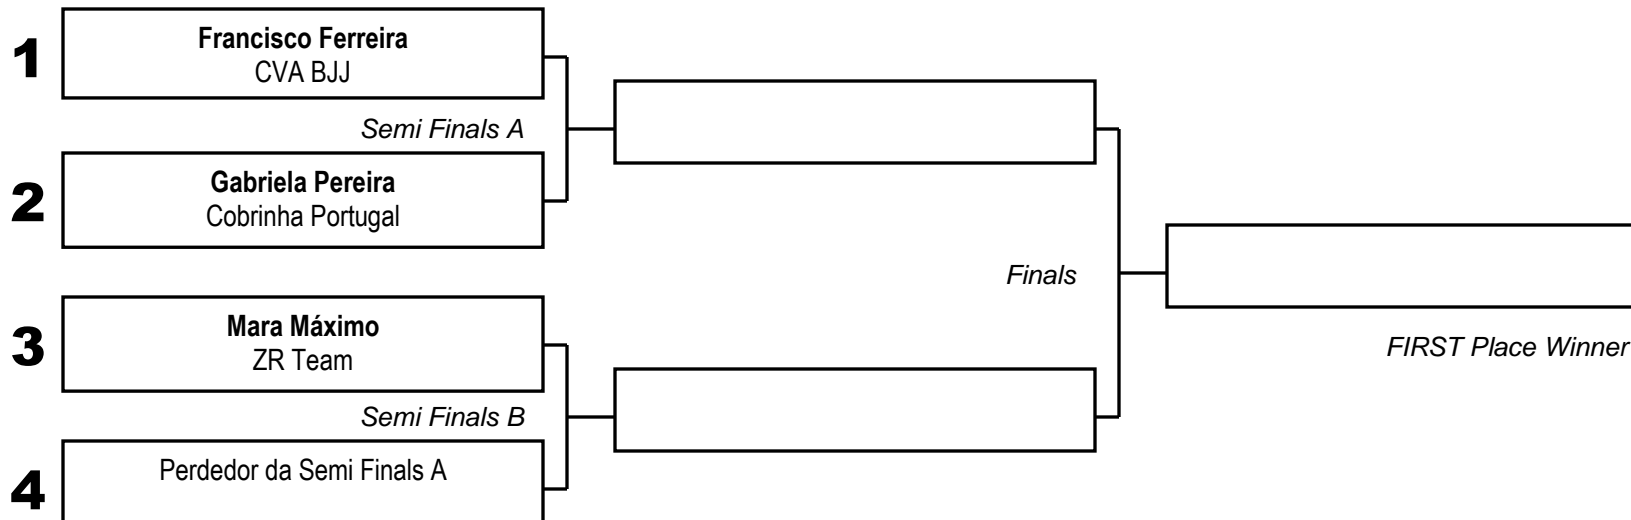 1
Francisco Ferreira
CVA BJJ
Semi Finals A
2
Gabriela Pereira
Cobrinha Portugal
Finals
3
Mara Máximo
ZR Team
FIRST Place Winner
Semi Finals B
4
Perdedor da Semi Finals A